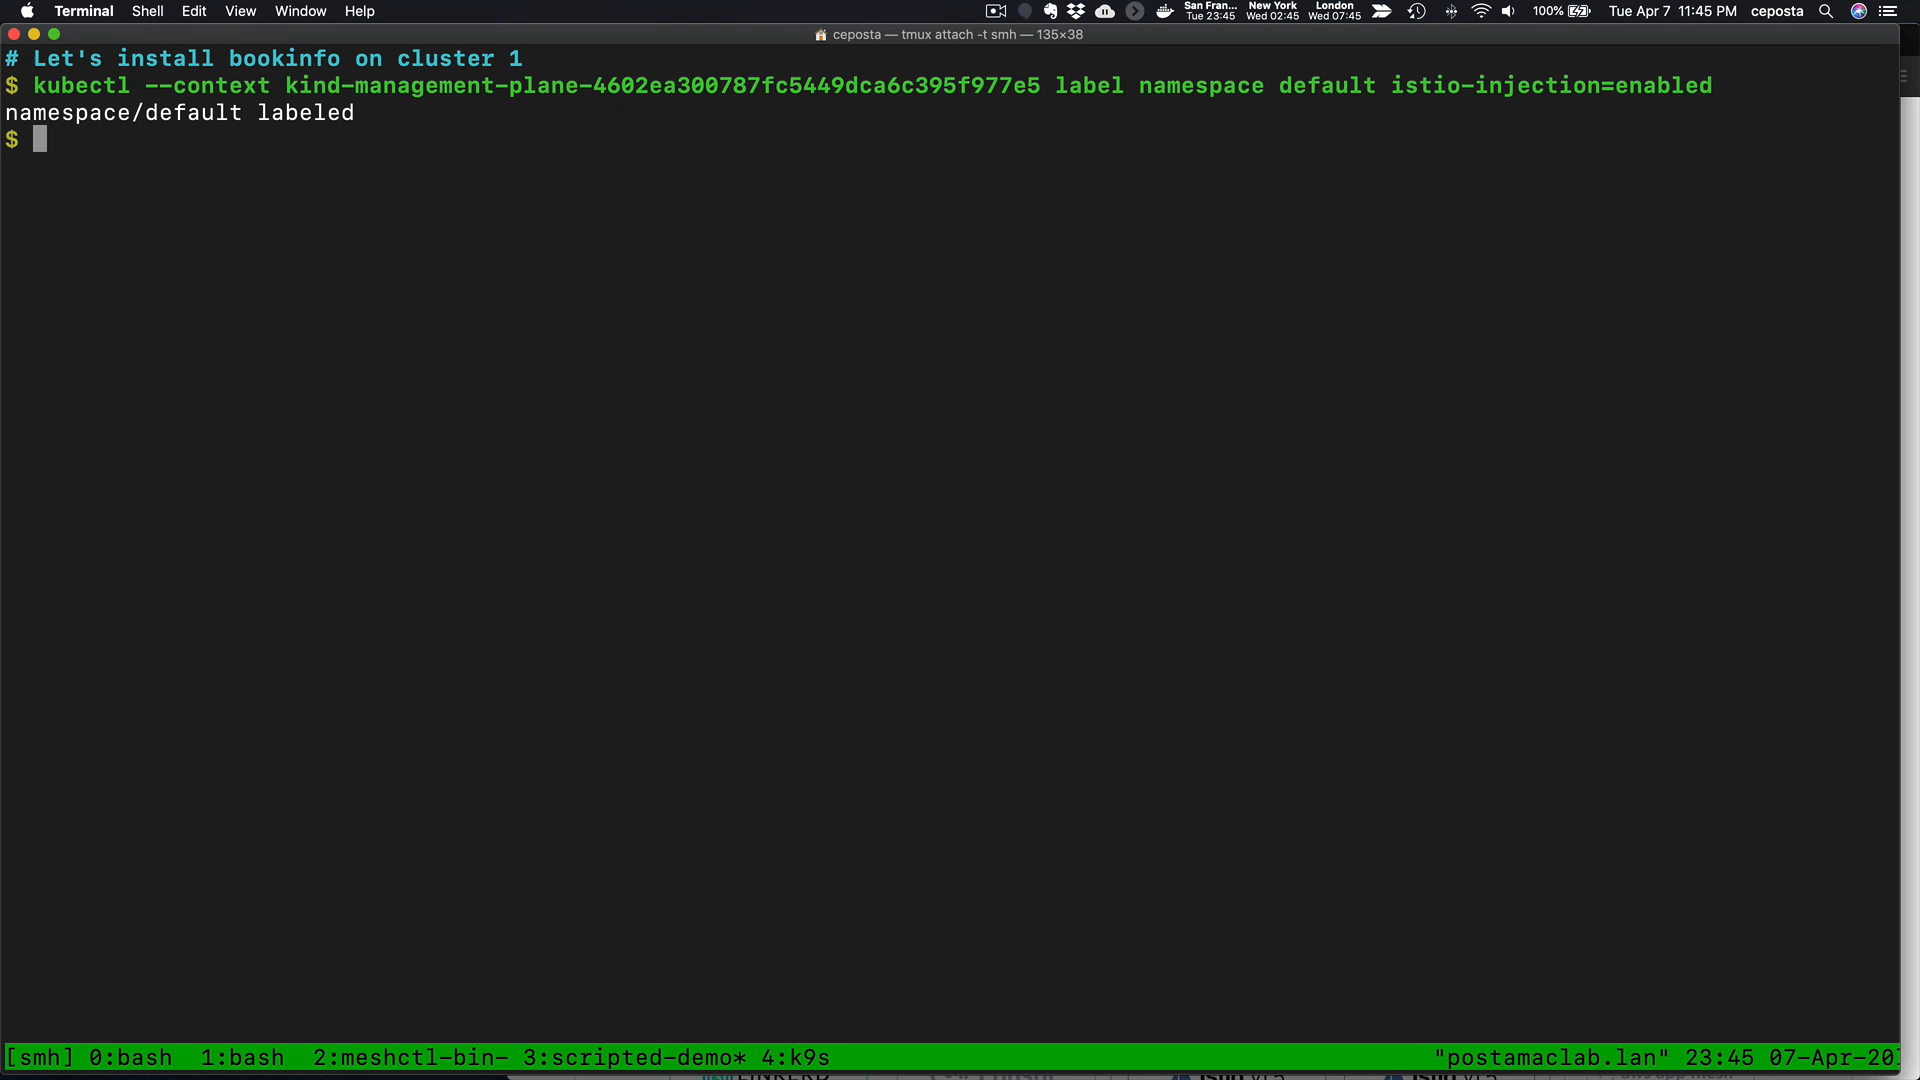 Terminal Shell Edit View Window Help
San Fran... New York London
Tue 23:45 Wed 02:45 Wed 07:45
100% Tue Apr 7 11:45 PM ceposta
ceposta — tmux attach -t smh — 135×38
# Let's install bookinfo on cluster 1
$ kubectl --context kind-management-plane-4602ea300787fc5449dca6c395f977e5 label namespace default istio-injection=enabled
namespace/default labeled
$
[smh] 0:bash 1:bash 2:meshctl-bin- 3:scripted-demo* 4:k9s "postamaclab.lan" 23:45 07-Apr-20